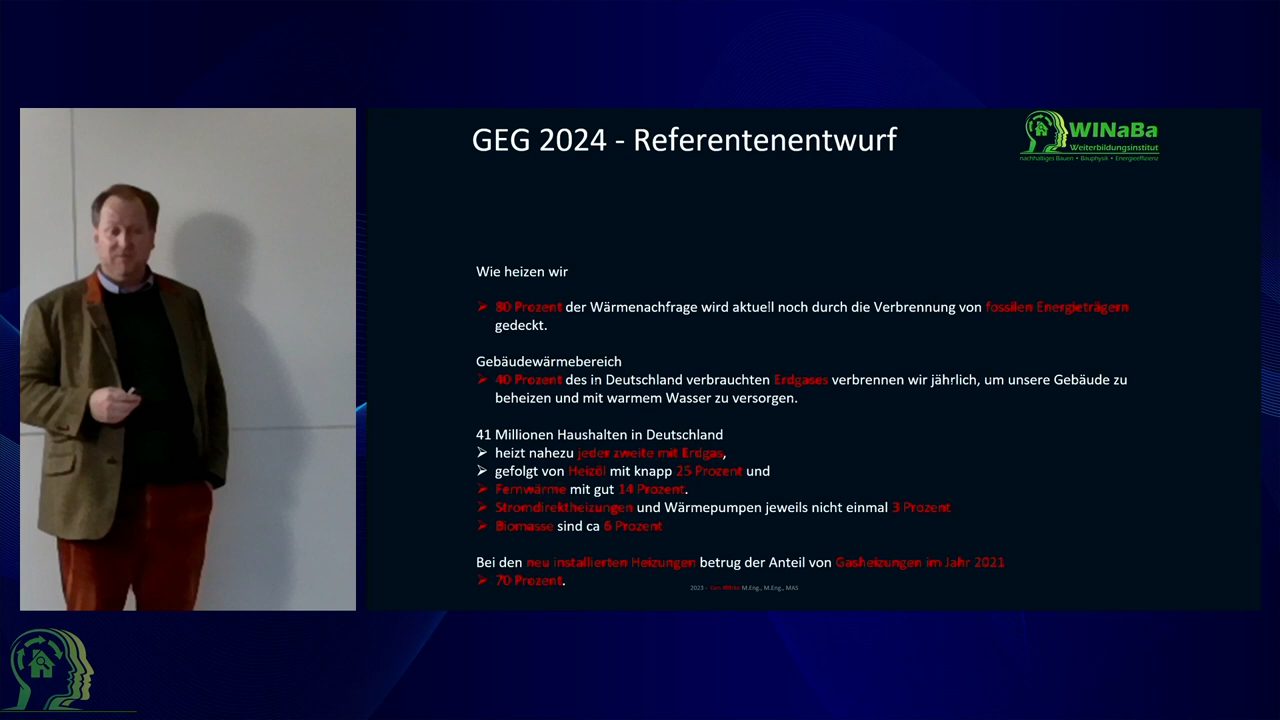 GEG 2024 - Referentenentwurf
WINaBa
Weiterbildungsinstitut
nachhaltiges Bauen • Bauphysik • Energieeffizienz
Wie heizen wir
➢ 80 Prozent der Wärmenachfrage wird aktuell noch durch die Verbrennung von fossilen Energieträgern
gedeckt.
Gebäudewärmebereich
➢ 40 Prozent des in Deutschland verbrauchten Erdgases verbrennen wir jährlich, um unsere Gebäude zu
beheizen und mit warmem Wasser zu versorgen.
41 Millionen Haushalten in Deutschland
➢ heizt nahezu jeder zweite mit Erdgas,
➢ gefolgt von Heizöl mit knapp 25 Prozent und
➢ Fernwärme mit gut 14 Prozent.
➢ Stromdirektheizungen und Wärmepumpen jeweils nicht einmal 3 Prozent
➢ Biomasse sind ca 6 Prozent
Bei den neu installierten Heizungen betrug der Anteil von Gasheizungen im Jahr 2021
➢ 70 Prozent.
2023 - M.Eng., M.Eng., MAS